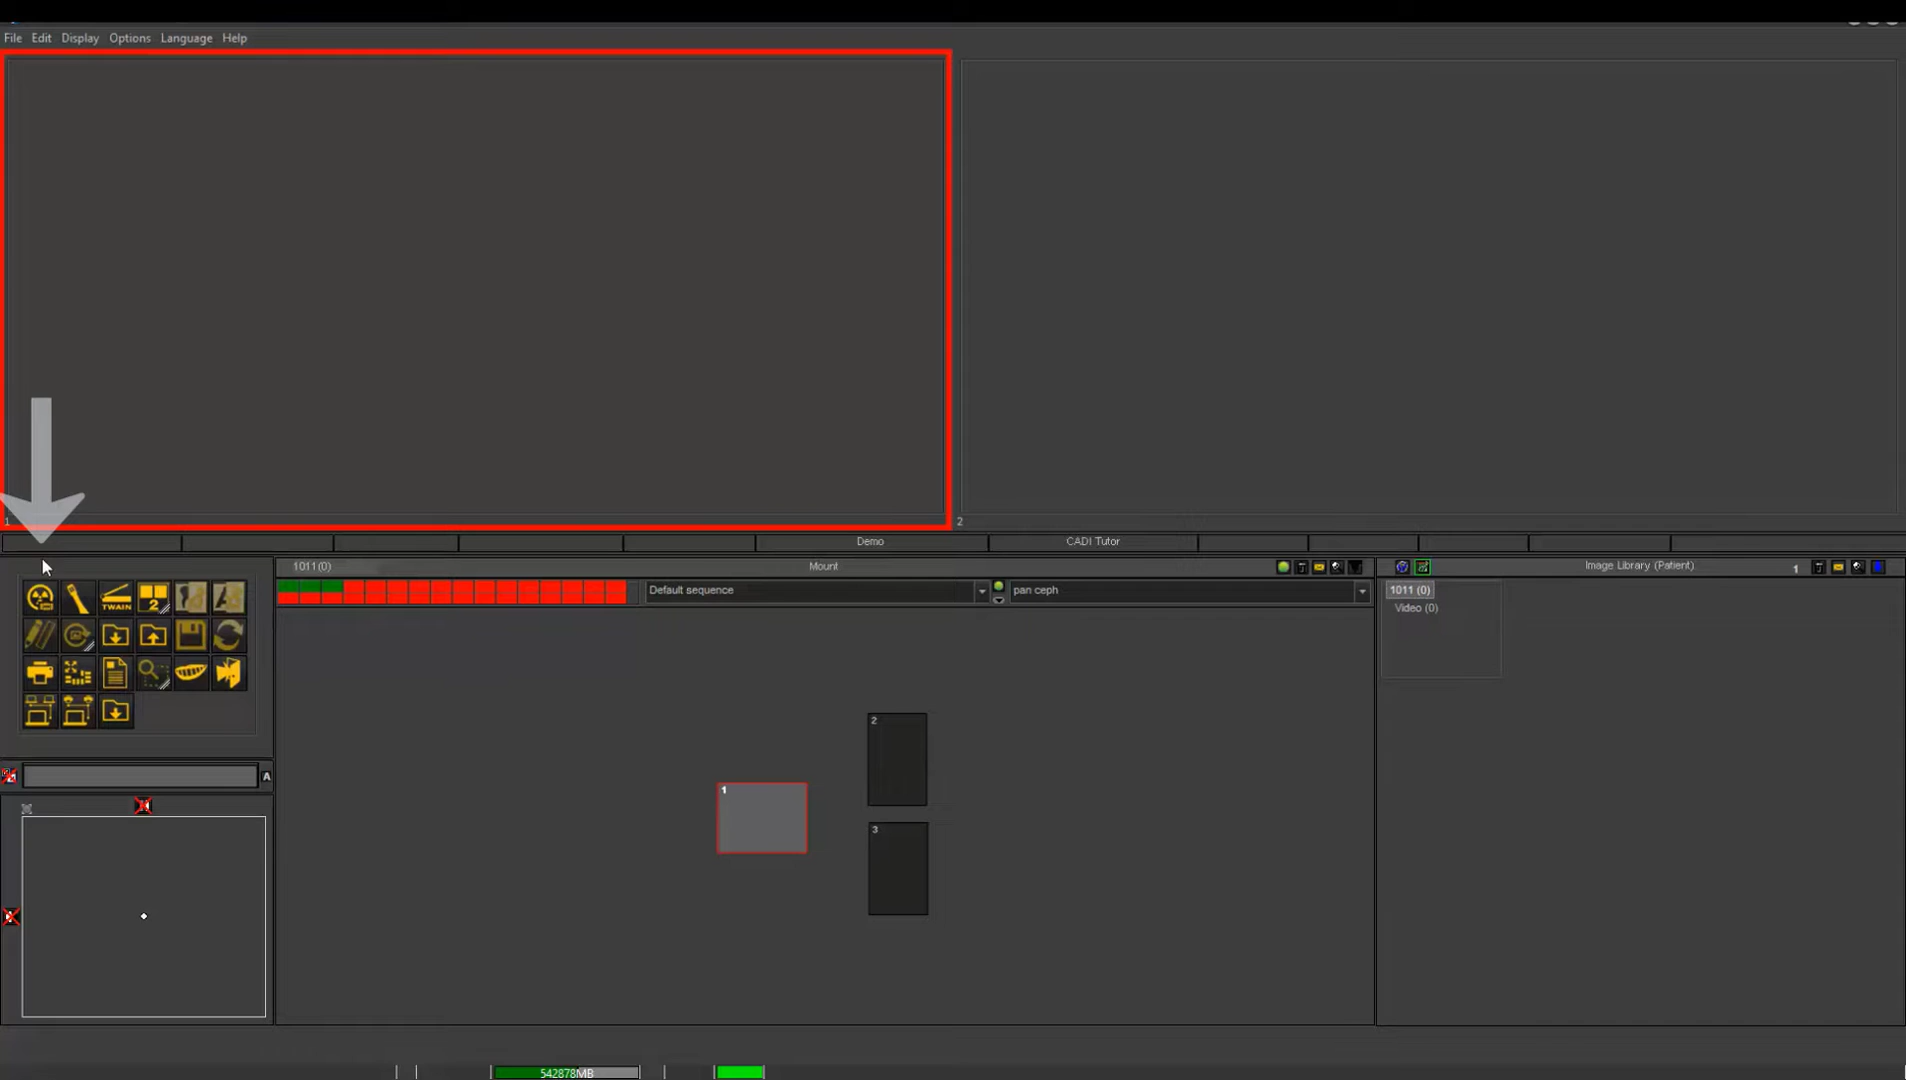 File Edit Display Options Language Help
1
2
Demo
CADI Tutor
1011(0)
Mount
Default sequence
pan ceph
Image Library (Patient)
1
1011 (0)
Video (0)
TWAIN
2
A
1
2
3
542878MB